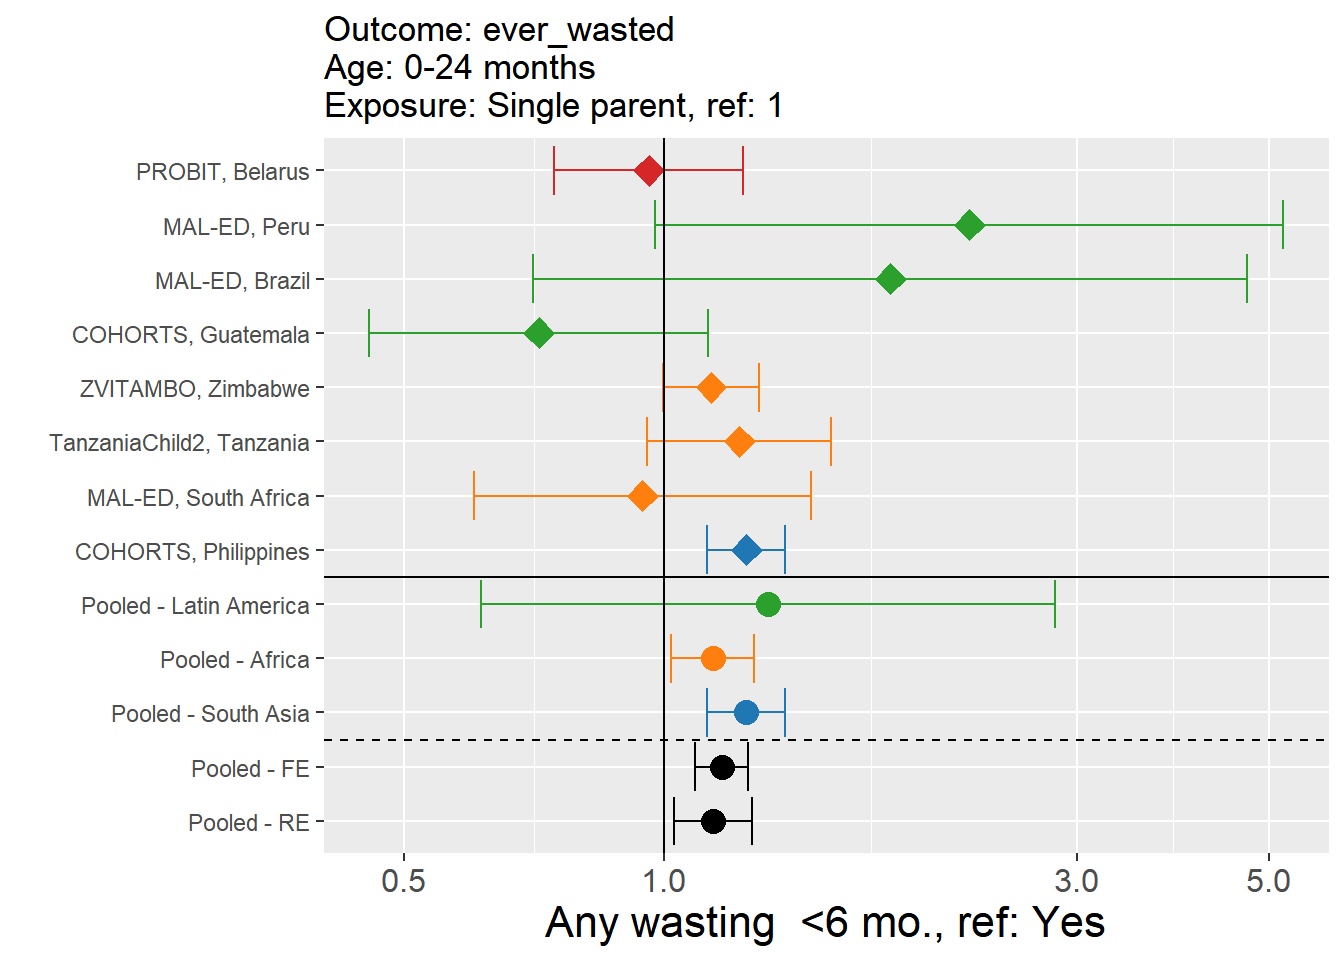 Outcome: ever_wasted
Age: 0-24 months
Exposure: Single parent, ref: 1
PROBIT, Belarus
MAL-ED, Peru
MAL-ED, Brazil
COHORTS, Guatemala
ZVITAMBO, Zimbabwe
TanzaniaChild2, Tanzania
MAL-ED, South Africa
COHORTS, Philippines
Pooled - Latin America
Pooled - Africa
Pooled - South Asia
Pooled - FE
Pooled - RE
0.5 1.0 3.0 5.0
Any wasting  <6 mo., ref: Yes